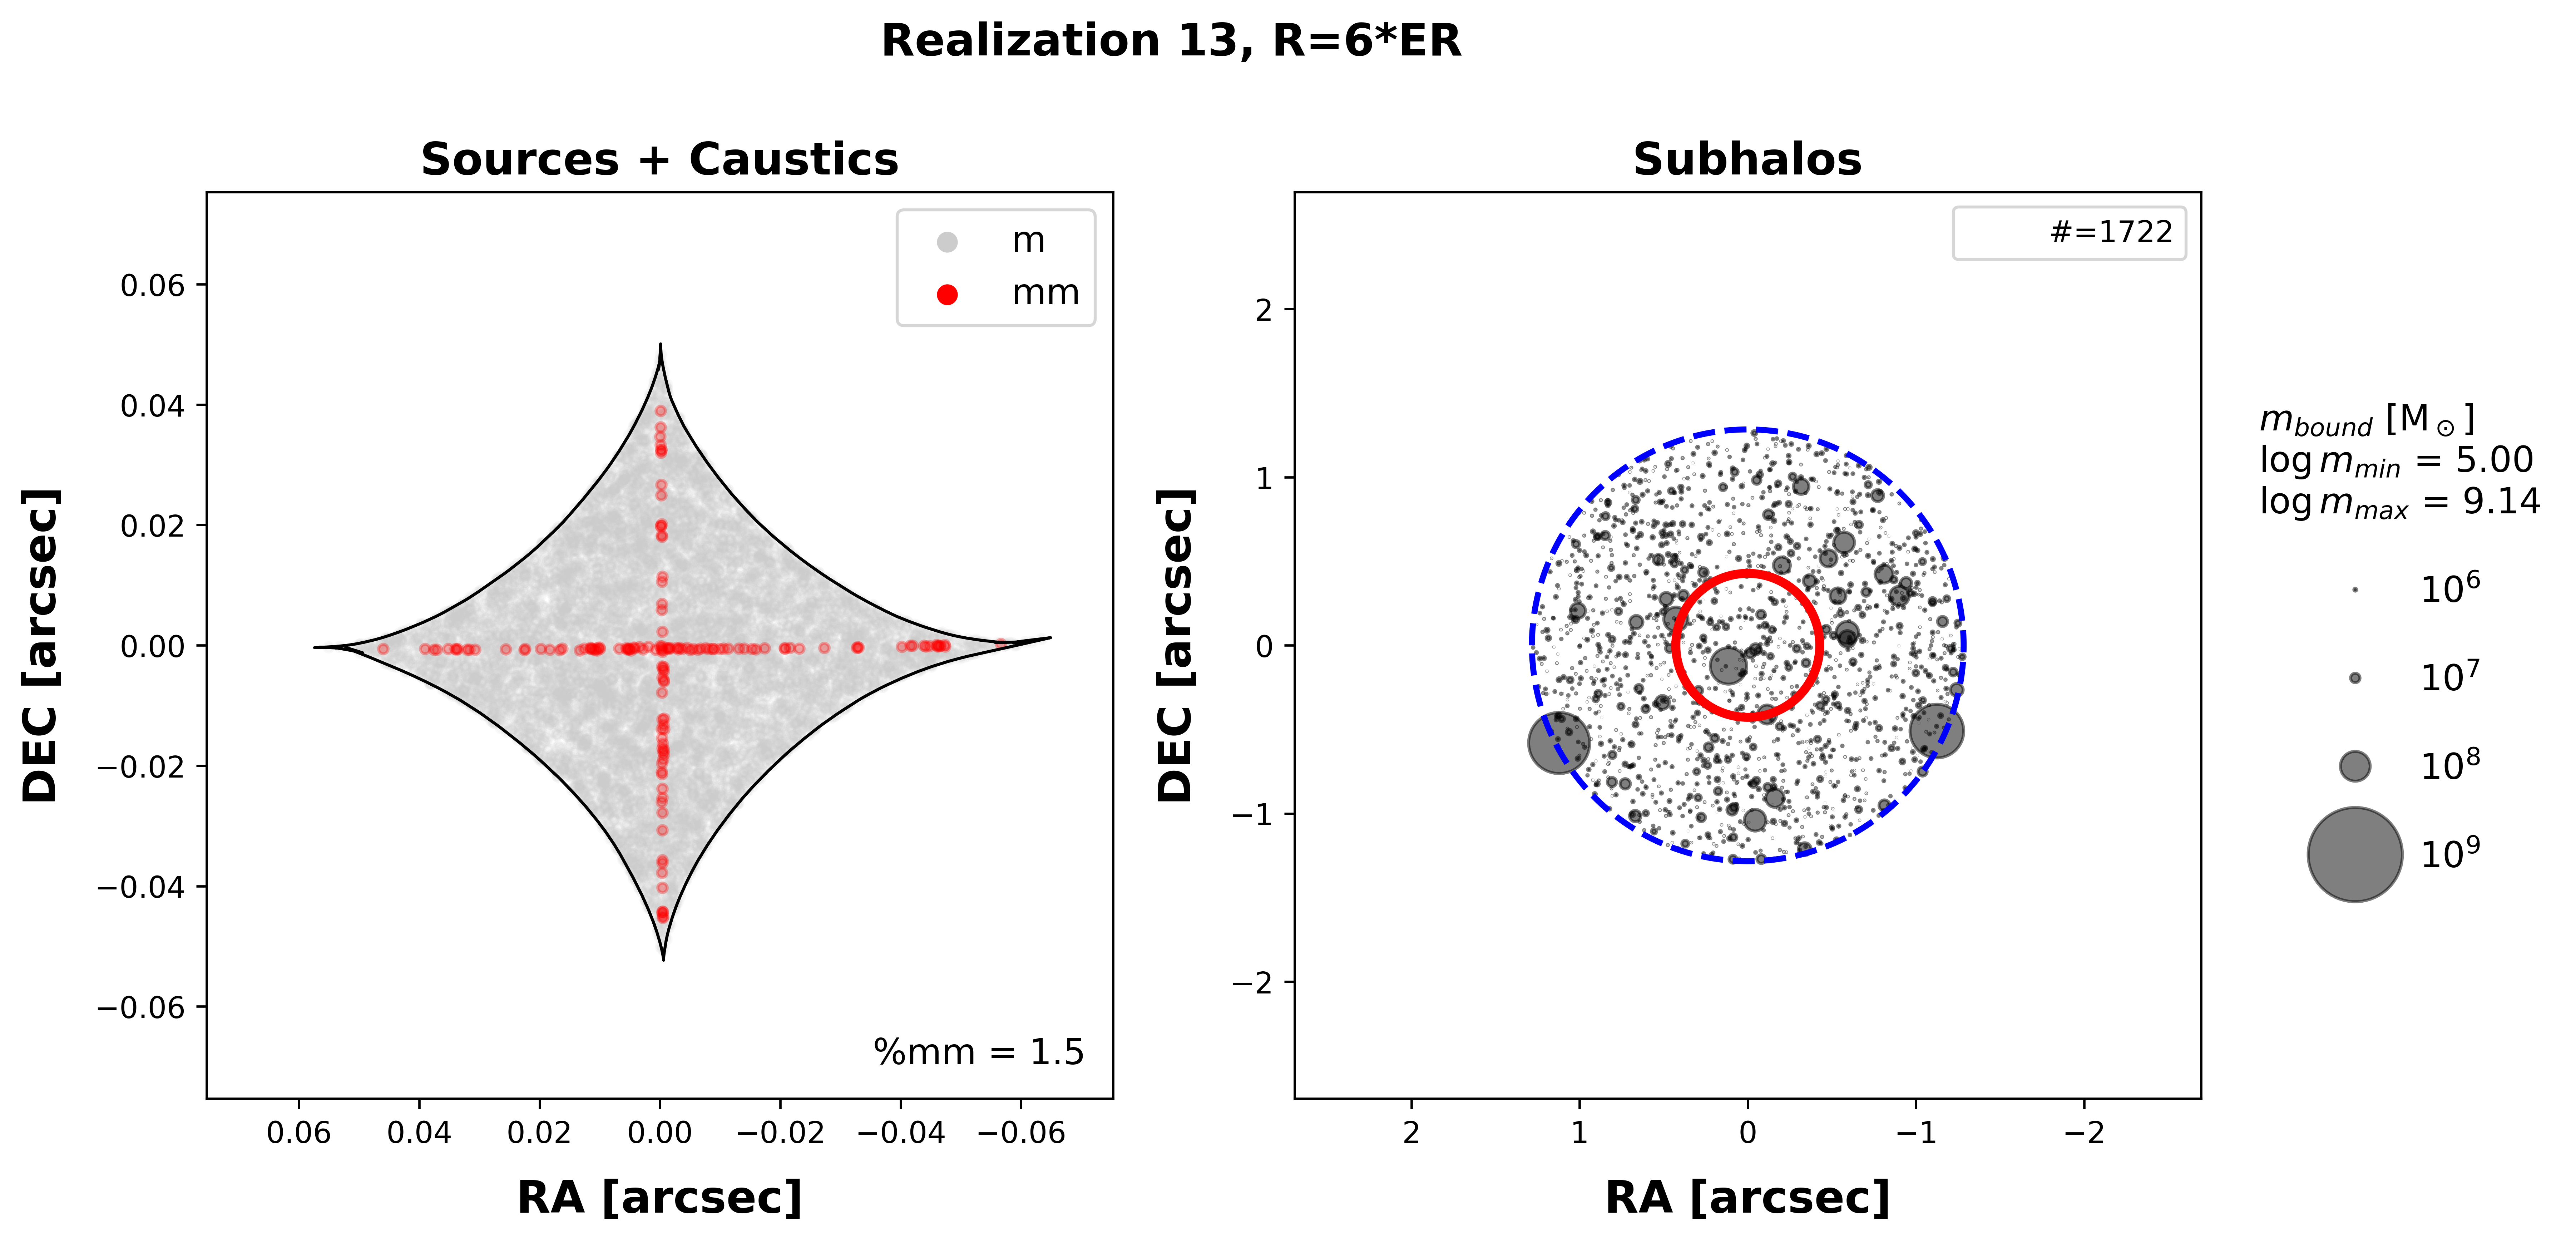 Realization 13, R=6*ER
Sources + Caustics
m
mm
0.06
0.04
0.02
0.00
−0.02
−0.04
−0.06
DEC [arcsec]
%mm = 1.5
0.06
0.04
0.02
0.00
−0.02
−0.04
−0.06
RA [arcsec]
Subhalos
#=1722
2
1
0
−1
−2
DEC [arcsec]
2
1
0
−1
−2
RA [arcsec]
m_bound [M_⊙]
log m_min = 5.00
log m_max = 9.14
10^6
10^7
10^8
10^9